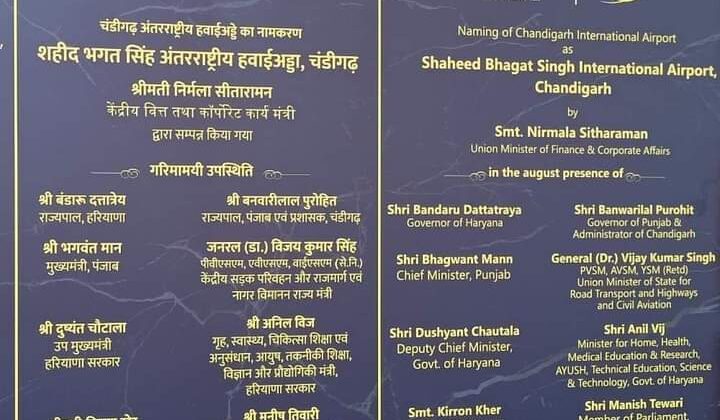 चंडीगढ़ अंतरराष्ट्रीय हवाईअड्डे का नामकरण
शहीद भगत सिंह अंतरराष्ट्रीय हवाईअड्डा, चंडीगढ़
श्रीमती निर्मला सीतारामन
केंद्रीय वित्त तथा कॉर्पोरेट कार्य मंत्री
द्वारा सम्पन्न किया गया
गरिमामयी उपस्थिति
श्री बंडारू दत्तात्रेय
राज्यपाल, हरियाणा
श्री बनवारीलाल पुरोहित
राज्यपाल, पंजाब एवं प्रशासक, चंडीगढ़
श्री भगवंत मान
मुख्यमंत्री, पंजाब
जनरल (डा.) विजय कुमार सिंह
पीवीएसएम, एवीएसएम, वाईएसएम (से.नि.)
केंद्रीय सड़क परिवहन और राजमार्ग एवं
नागर विमानन राज्य मंत्री
श्री दुष्यंत चौटाला
उप मुख्यमंत्री
हरियाणा सरकार
श्री अनिल विज
गृह, स्वास्थ्य, चिकित्सा शिक्षा एवं
अनुसंधान, आयुष, तकनीकी शिक्षा,
विज्ञान और प्रौद्योगिकी मंत्री,
हरियाणा सरकार
श्री मनीष तिवारी
Naming of Chandigarh International Airport
as
Shaheed Bhagat Singh International Airport,
Chandigarh
by
Smt. Nirmala Sitharaman
Union Minister of Finance & Corporate Affairs
in the august presence of
Shri Bandaru Dattatraya
Governor of Haryana
Shri Banwarilal Purohit
Governor of Punjab &
Administrator of Chandigarh
Shri Bhagwant Mann
Chief Minister, Punjab
General (Dr.) Vijay Kumar Singh
PVSM, AVSM, YSM (Retd)
Union Minister of State for
Road Transport and Highways
and Civil Aviation
Shri Dushyant Chautala
Deputy Chief Minister,
Govt. of Haryana
Shri Anil Vij
Minister for Home, Health,
Medical Education & Research,
AYUSH, Technical Education, Science
& Technology, Govt. of Haryana
Smt. Kirron Kher
Shri Manish Tewari
Member of Parliament,